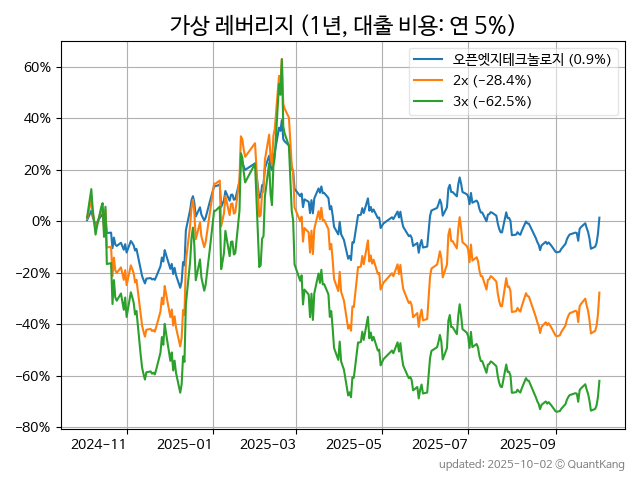 가상 레버리지 (1년, 대출 비용: 연 5%)
오픈엣지테크놀로지 (0.9%)
2x (−28.4%)
3x (−62.5%)
60%
40%
20%
0%
−20%
−40%
−60%
−80%
2024-11
2025-01
2025-03
2025-05
2025-07
2025-09
updated: 2025-10-02 © QuantKang